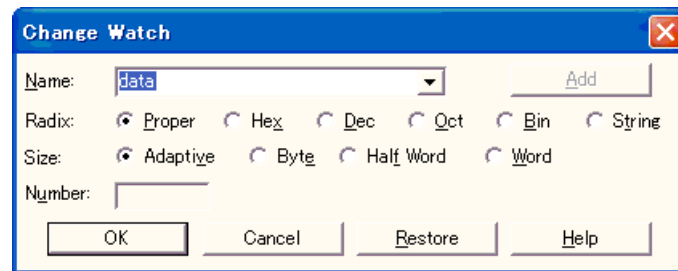 Change Watch
Name: data Add
Radix: Proper Hex Dec Oct Bin String
Size: Adaptive Byte Half Word Word
Number:
OK Cancel Restore Help